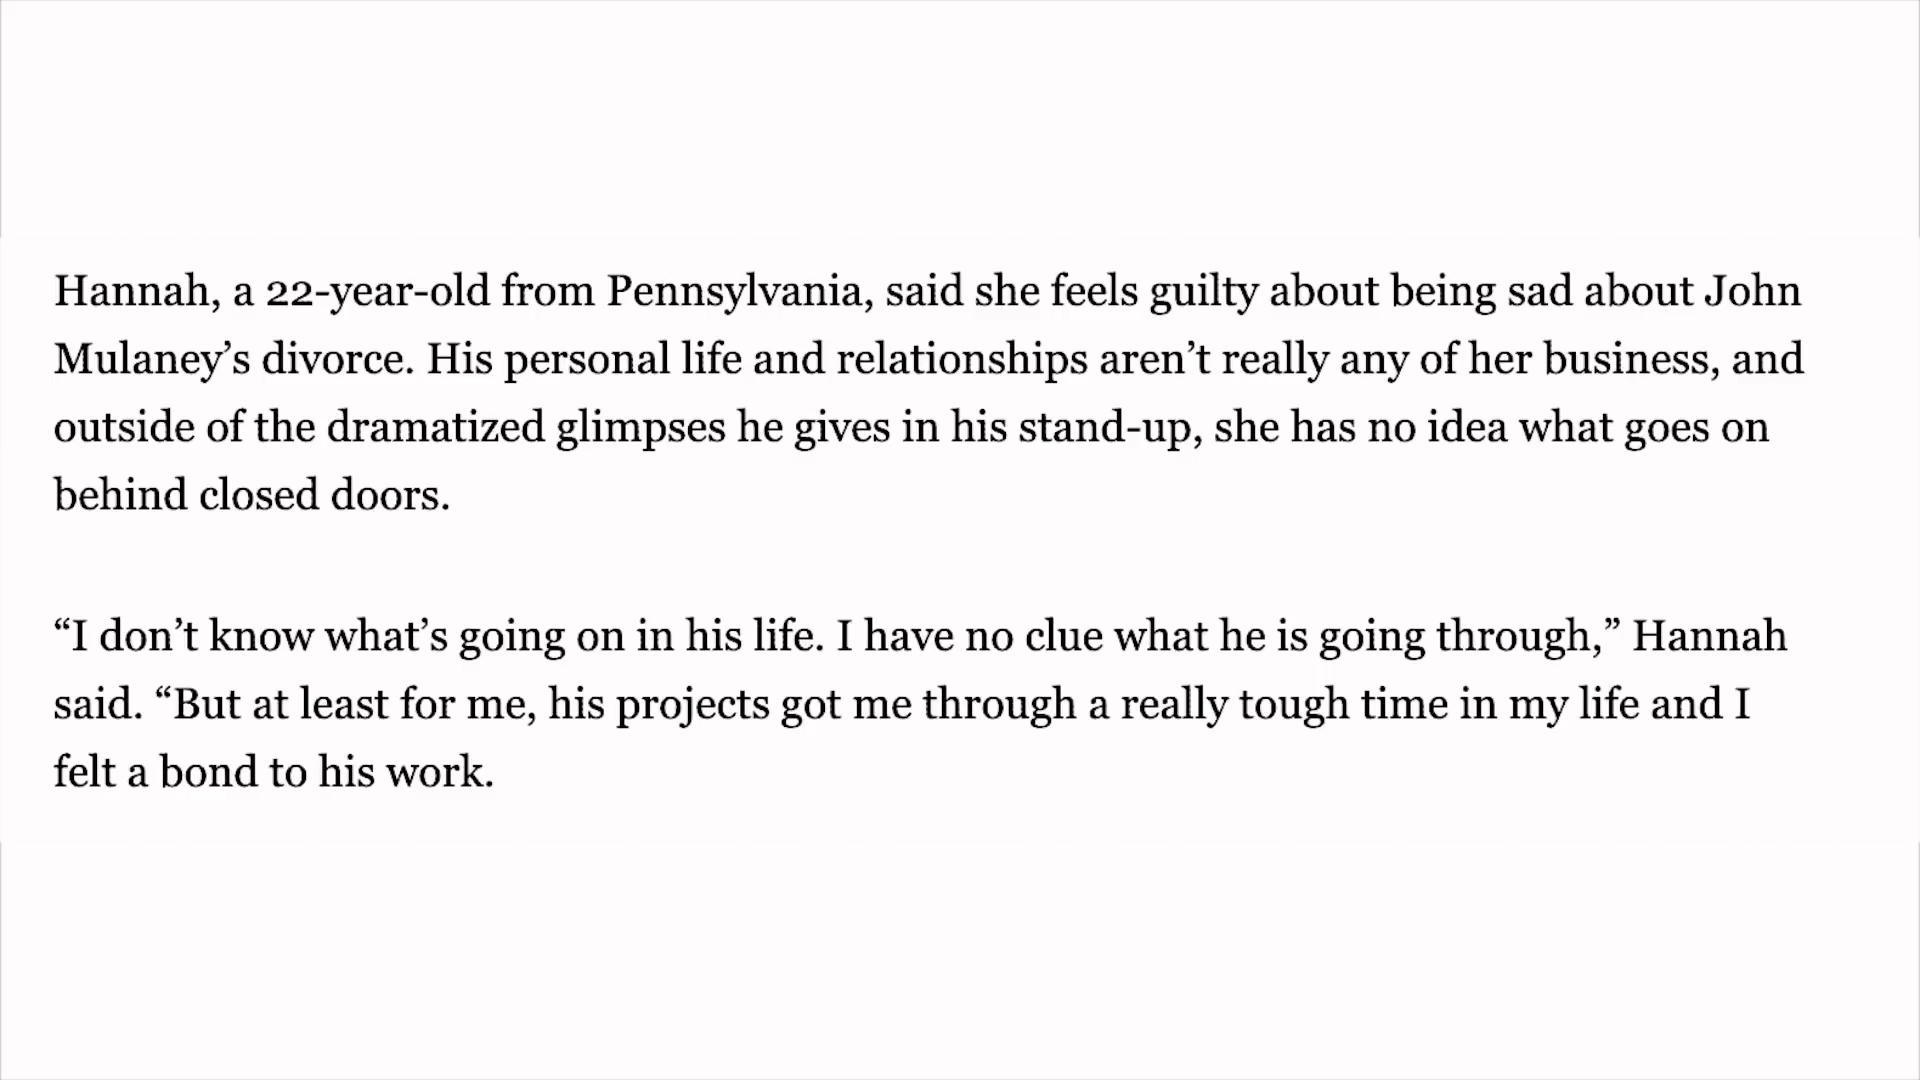 Hannah, a 22-year-old from Pennsylvania, said she feels guilty about being sad about John
Mulaney’s divorce. His personal life and relationships aren’t really any of her business, and
outside of the dramatized glimpses he gives in his stand-up, she has no idea what goes on
behind closed doors.
“I don’t know what’s going on in his life. I have no clue what he is going through,” Hannah
said. “But at least for me, his projects got me through a really tough time in my life and I
felt a bond to his work.